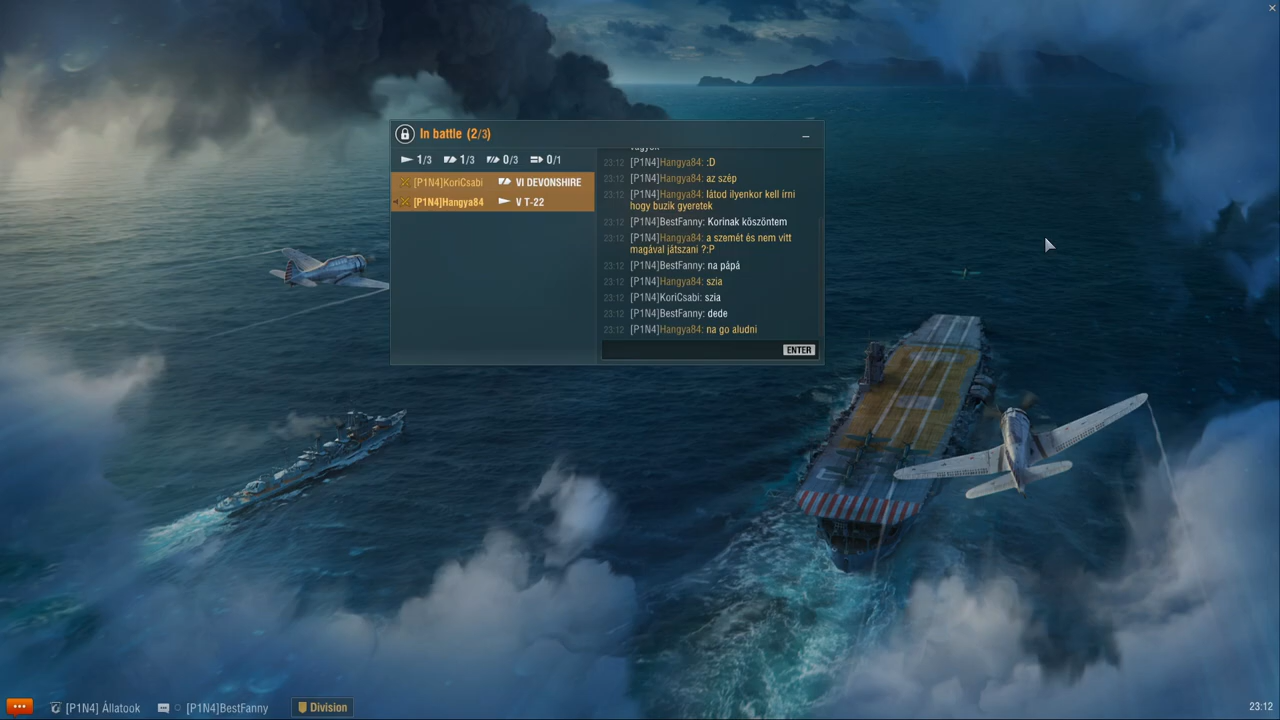 In battle (2/3)
1/3 1/3 0/3 0/1
[P1N4]KoriCsabi VI DEVONSHIRE
[P1N4]Hangya84 V T-22
23:12 [P1N4]Hangya84: :D
23:12 [P1N4]Hangya84: az szép
23:12 [P1N4]Hangya84: látod ilyenkor kell írni
hogy buzik gyeretek
23:12 [P1N4]BestFanny: Korinak köszöntem
23:12 [P1N4]Hangya84: a szemét és nem vitt
magával játszani ?:P
23:12 [P1N4]BestFanny: na pápá
23:12 [P1N4]Hangya84: szia
23:12 [P1N4]KoriCsabi: szia
23:12 [P1N4]BestFanny: dede
23:12 [P1N4]Hangya84: na go aludni
ENTER
[P1N4] Állatook
[P1N4]BestFanny
Division
23:12